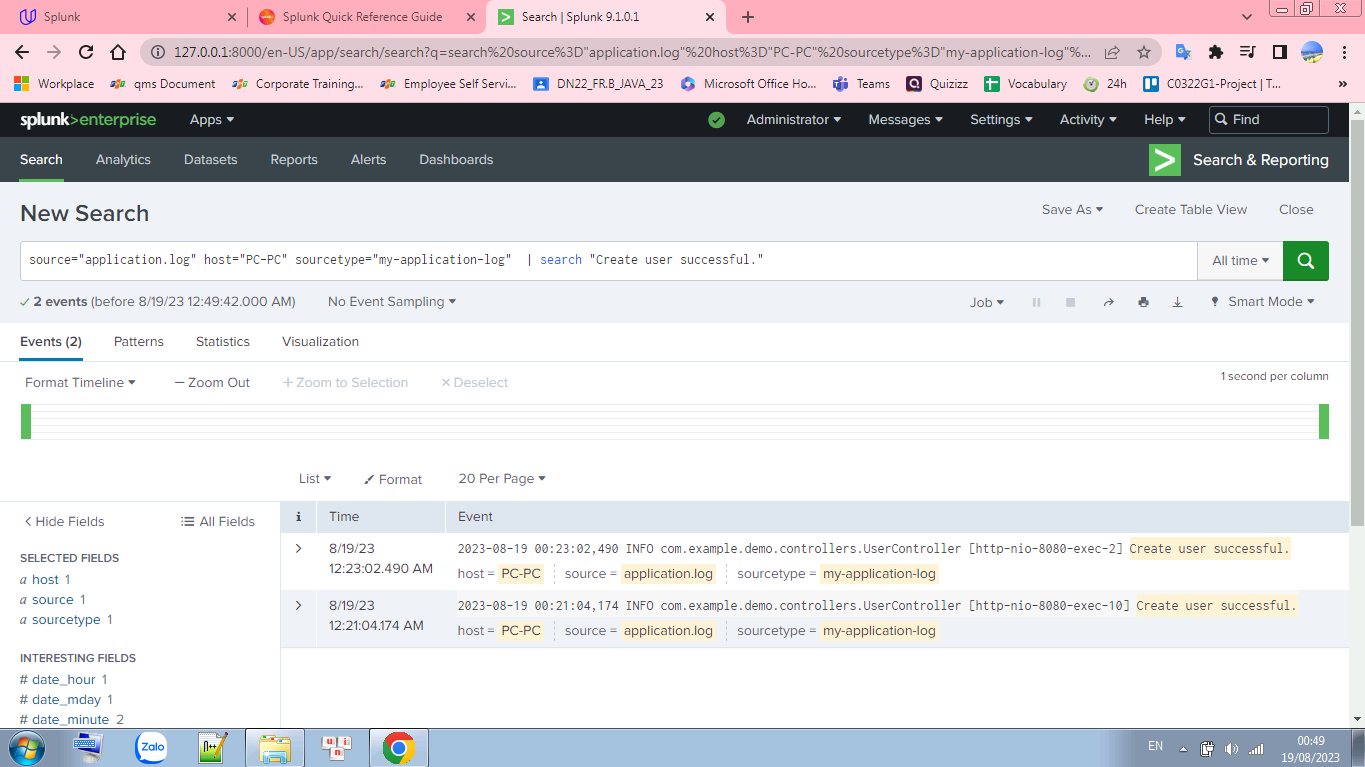 Splunk
Splunk Quick Reference Guide
Search | Splunk 9.1.0.1
127.0.0.1:8000/en-US/app/search/search?q=search%20source%3D"application.log"%20host%3D"PC-PC"%20sourcetype%3D"my-application-log"%...
Workplace
qms Document
Corporate Training...
Employee Self Servi...
DN22_FR.B_JAVA_23
Microsoft Office Ho...
Teams
Quizizz
Vocabulary
24h
C0322G1-Project | T...
»
splunk>enterprise
Apps
Administrator
Messages
Settings
Activity
Help
Find
Search
Analytics
Datasets
Reports
Alerts
Dashboards
Search & Reporting
New Search
Save As
Create Table View
Close
source="application.log" host="PC-PC" sourcetype="my-application-log"  | search "Create user successful."
All time
2 events (before 8/19/23 12:49:42.000 AM)
No Event Sampling
Job
Smart Mode
Events (2)
Patterns
Statistics
Visualization
Format Timeline
— Zoom Out
+ Zoom to Selection
× Deselect
1 second per column
List
Format
20 Per Page
< Hide Fields
All Fields
SELECTED FIELDS
a host 1
a source 1
a sourcetype 1
INTERESTING FIELDS
# date_hour 1
# date_mday 1
# date_minute 2
i
Time
Event
8/19/23
12:23:02.490 AM
2023-08-19 00:23:02,490 INFO com.example.demo.controllers.UserController [http-nio-8080-exec-2] Create user successful.
host = PC-PC
source = application.log
sourcetype = my-application-log
8/19/23
12:21:04.174 AM
2023-08-19 00:21:04,174 INFO com.example.demo.controllers.UserController [http-nio-8080-exec-10] Create user successful.
host = PC-PC
source = application.log
sourcetype = my-application-log
Zalo
EN
00:49
19/08/2023